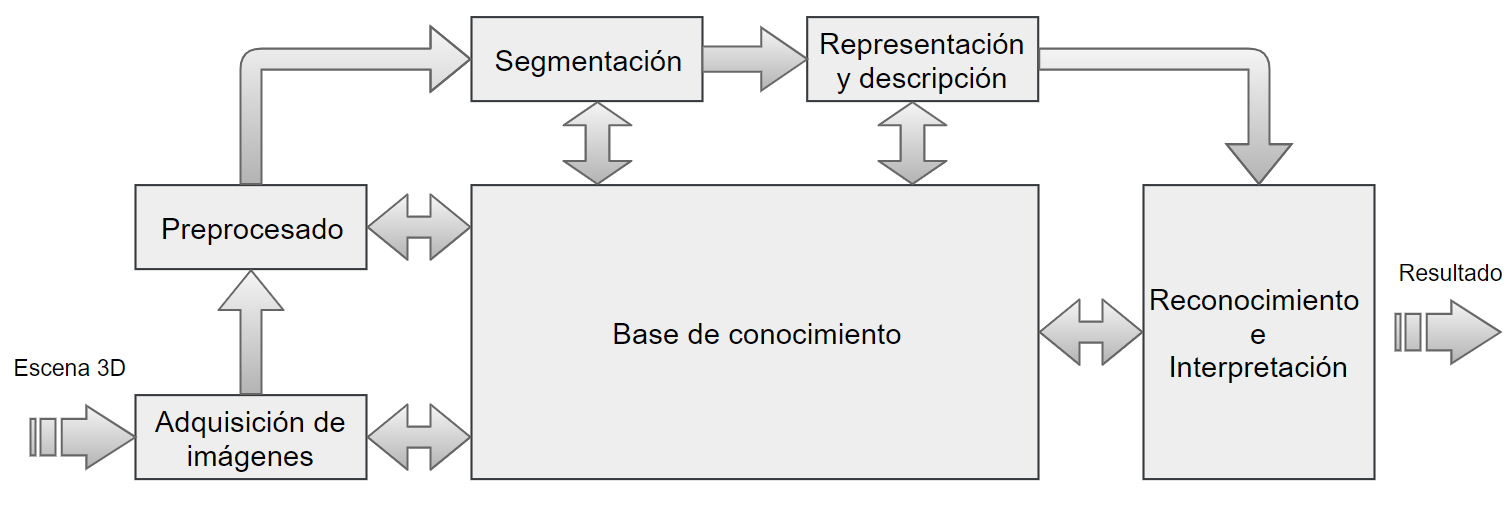 Segmentación
Representación
y descripción
Preprocesado
Resultado
Reconocimiento
e
Interpretación
Base de conocimiento
Escena 3D
Adquisición de
imágenes